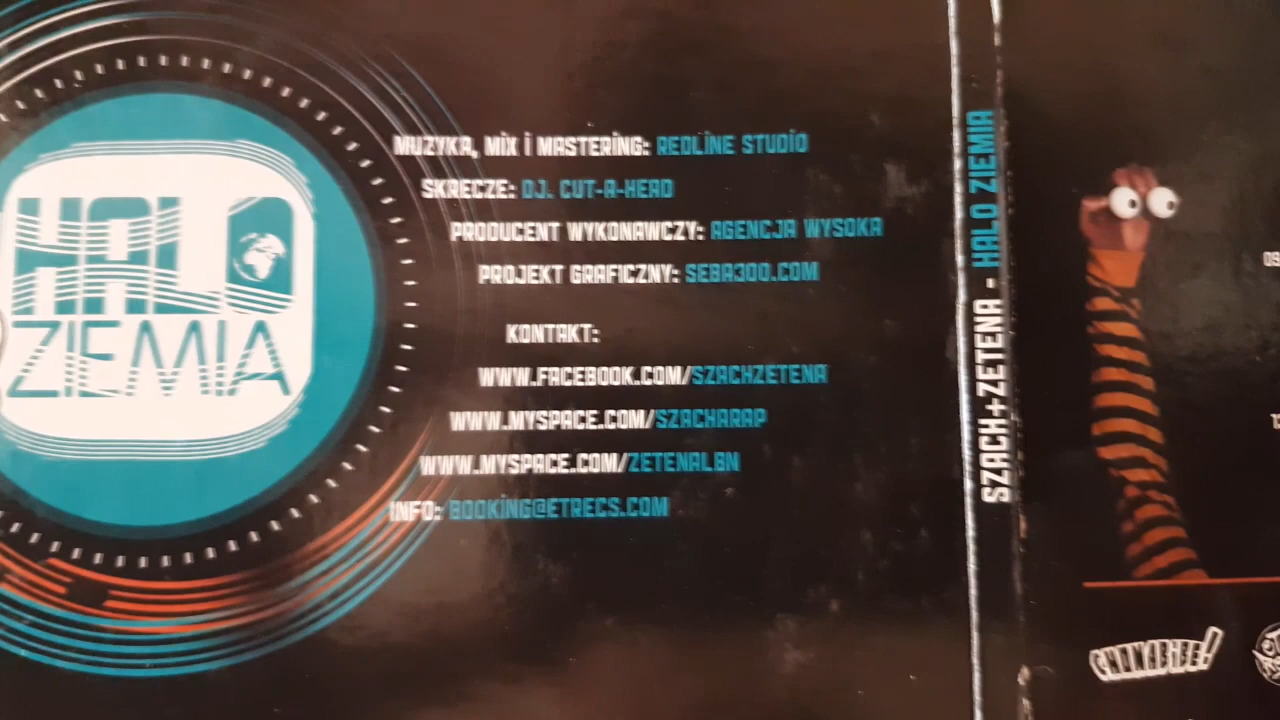 HALO
ZIEMIA
MUZYKA, MIX I MASTERING: REDLINE STUDIO
SKRECZE: DJ. CUT-A-HEAD
PRODUCENT WYKONAWCZY: AGENCJA WYSOKA
PROJEKT GRAFICZNY: SEBA300.COM
KONTAKT:
WWW.FACEBOOK.COM/SZACHZETENA
WWW.MYSPACE.COM/SZACHARAP
WWW.MYSPACE.COM/ZETENALBN
INFO: BOOKING@ETRECS.COM
SZACH+ZETENA - HALO ZIEMIA
09
CHWNABIBE!